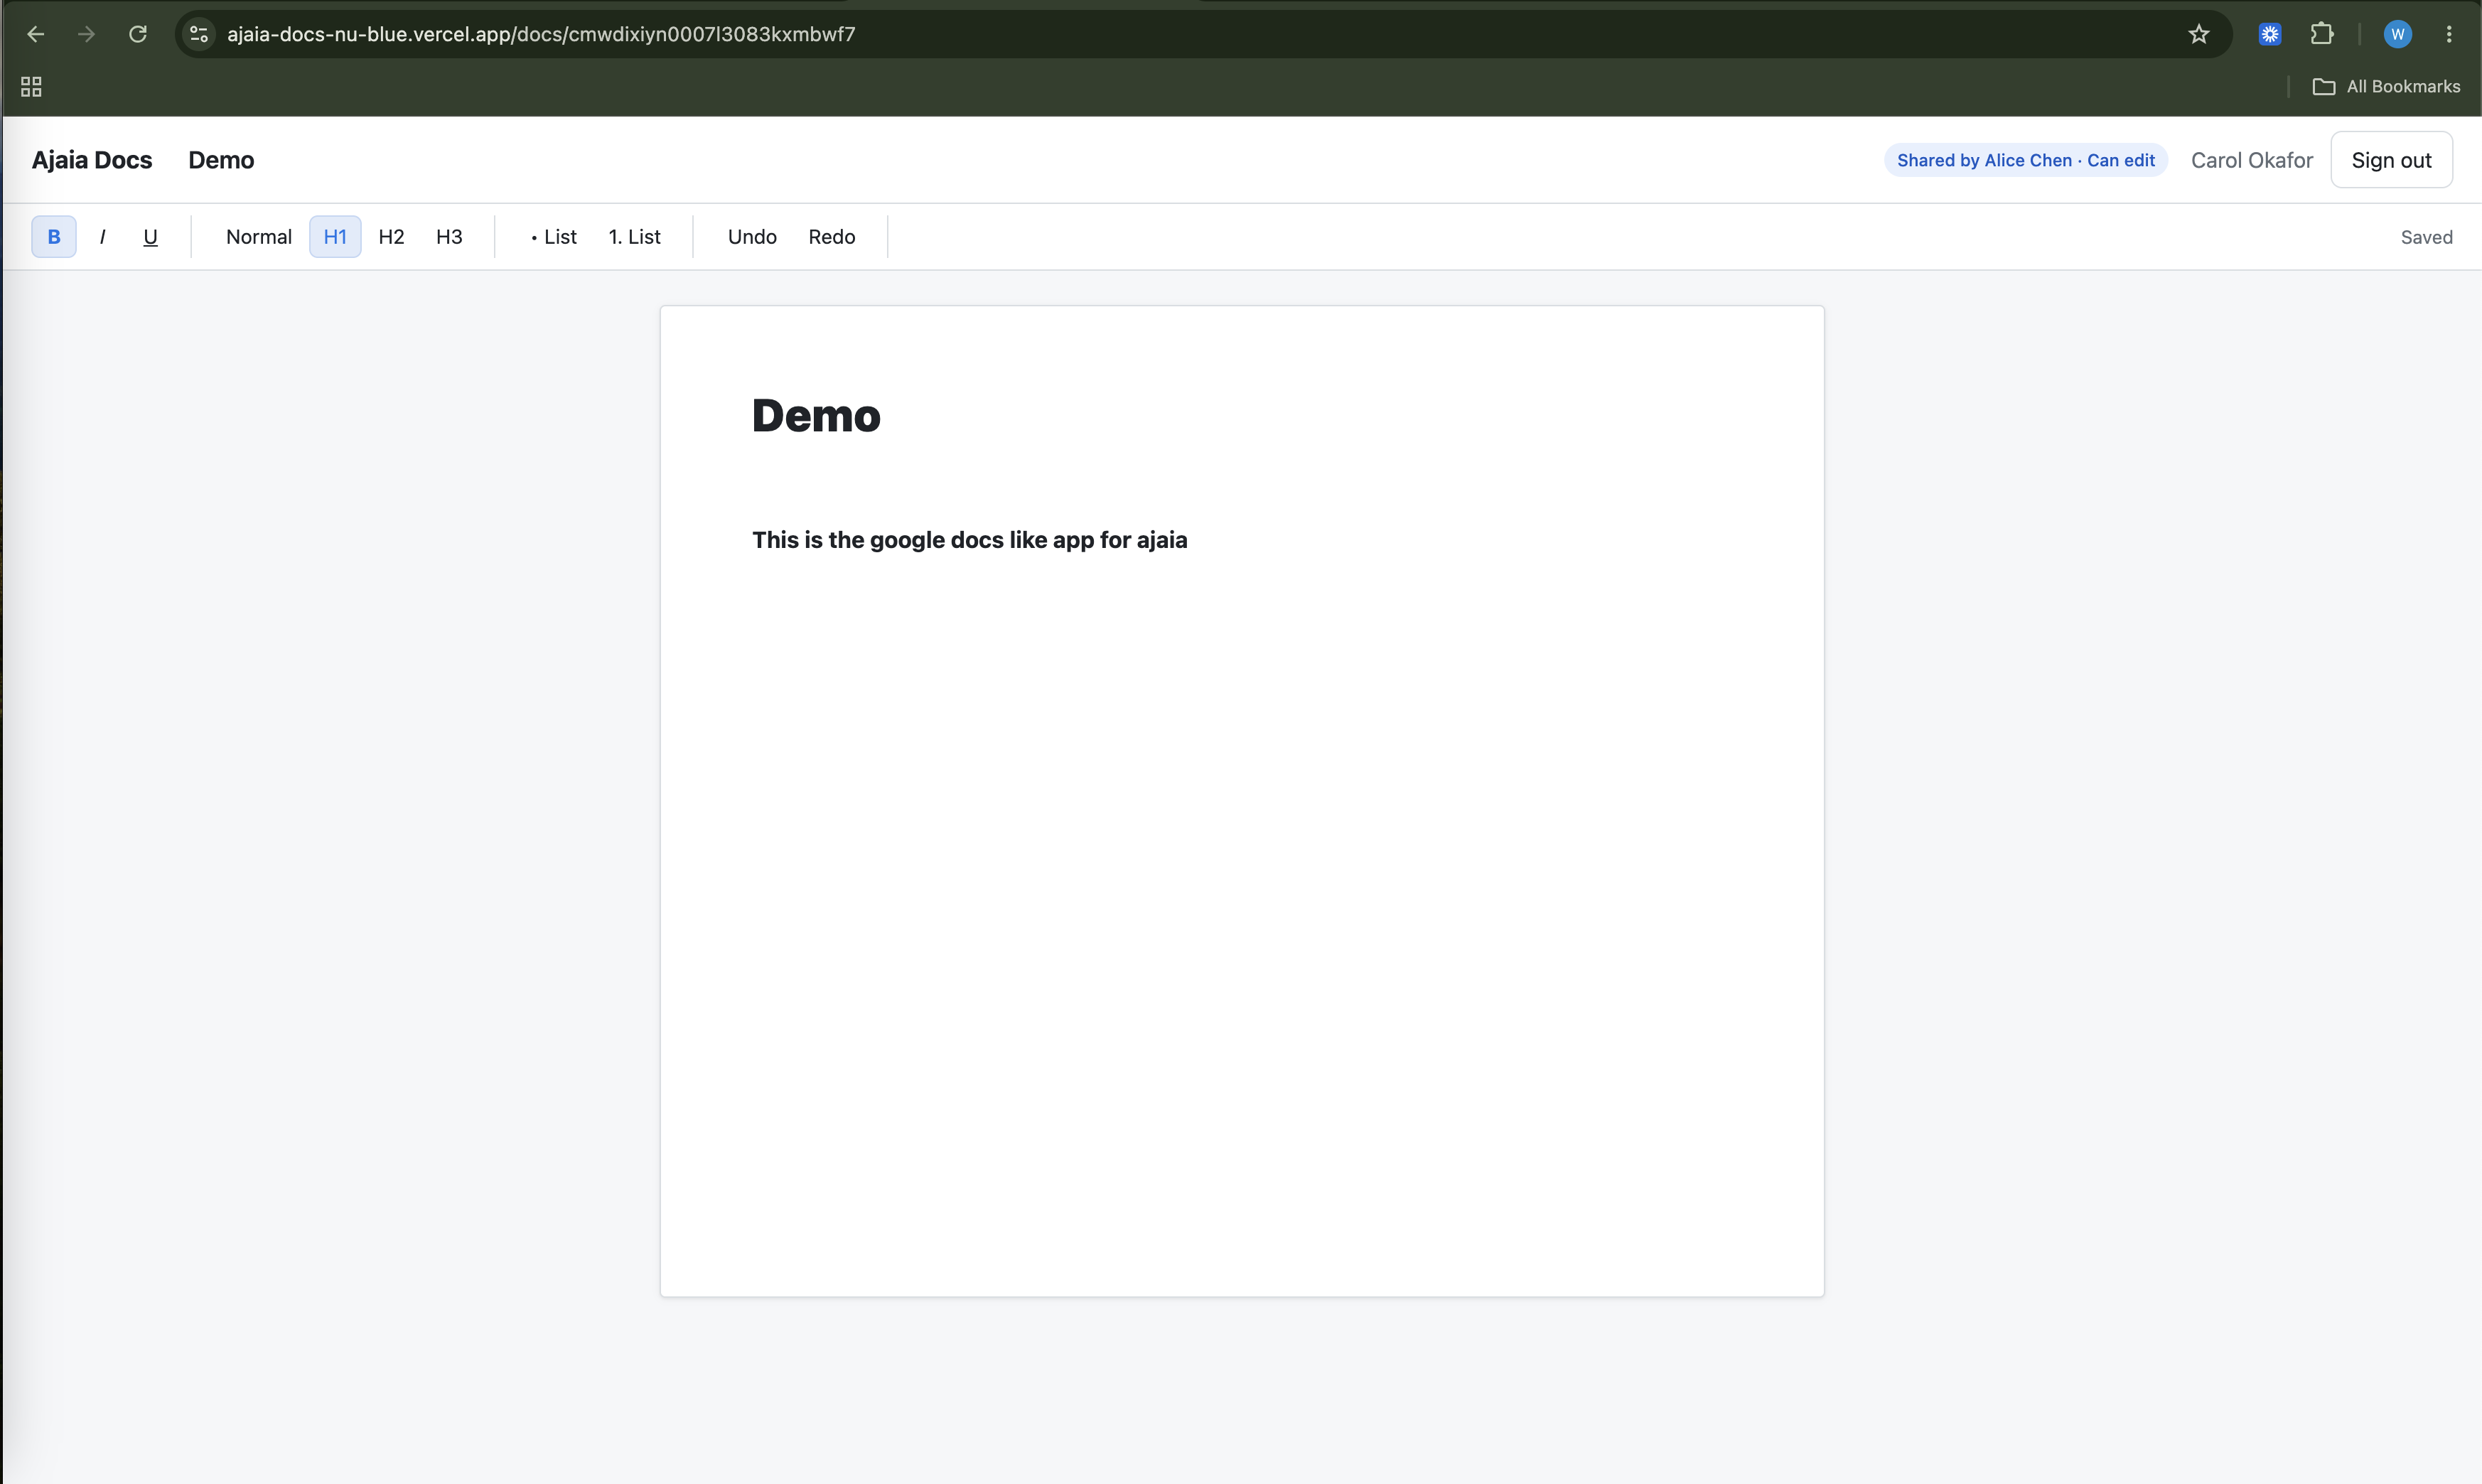 ajaia-docs-nu-blue.vercel.app/docs/cmwdixiyn0007l3083kxmbwf7
W
All Bookmarks
Ajaia Docs Demo Shared by Alice Chen · Can edit Carol Okafor Sign out
B I U Normal H1 H2 H3 • List 1. List Undo Redo Saved
Demo
This is the google docs like app for ajaia